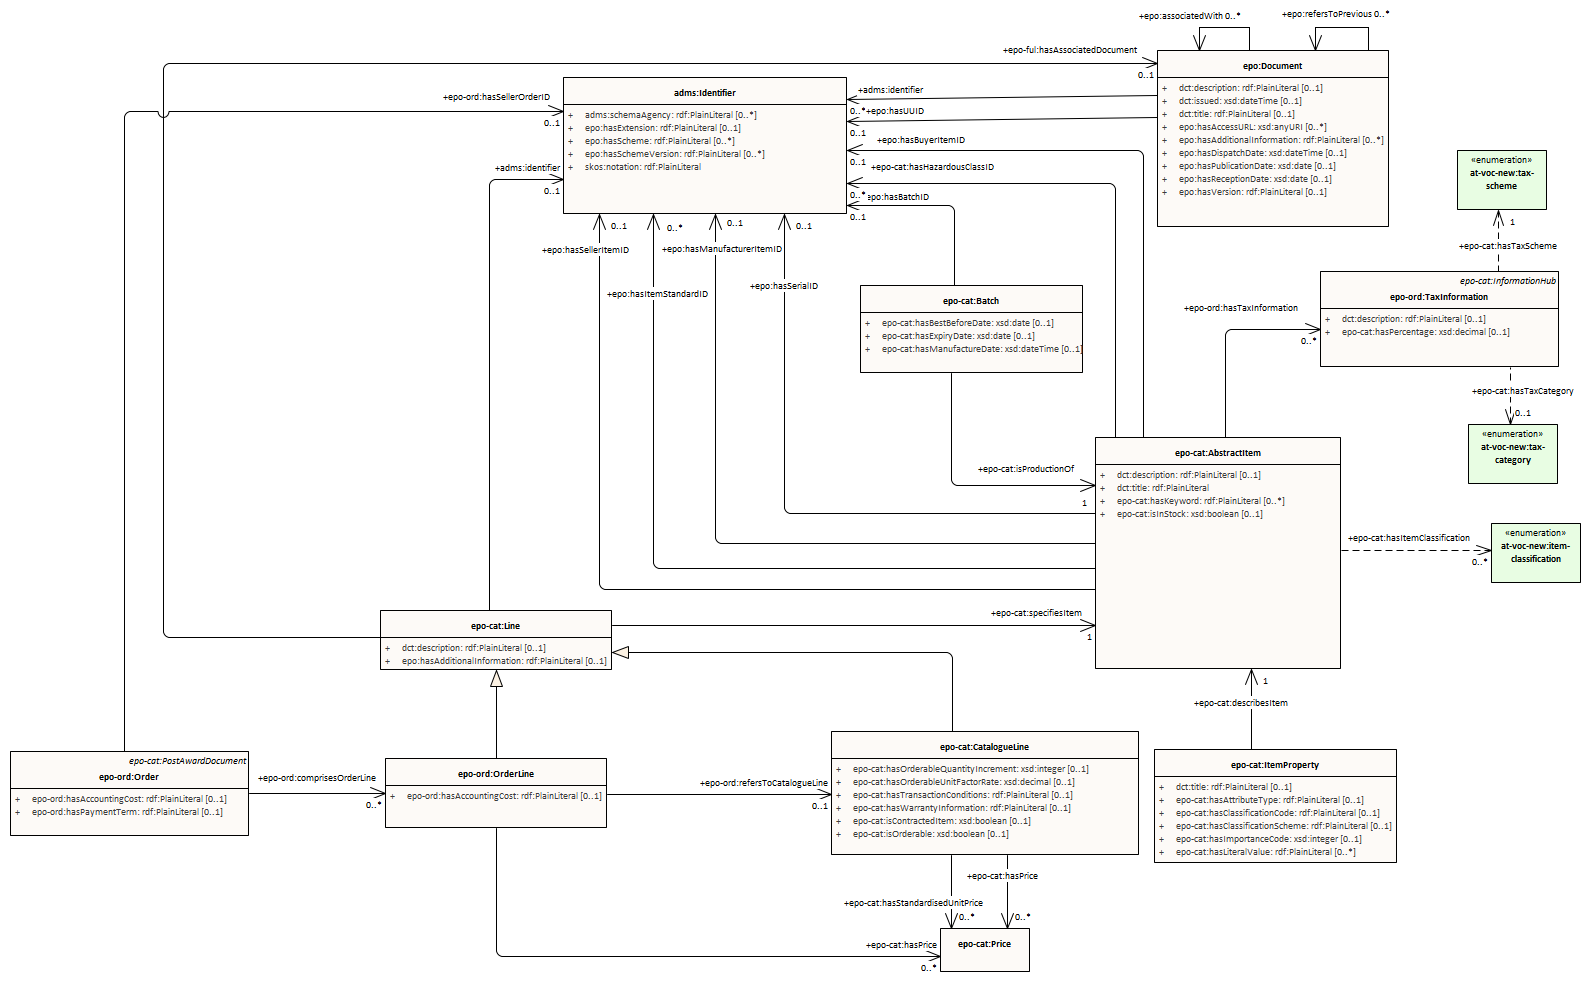 +epo:associatedWith 0..*
+epo:refersToPrevious 0..*
+epo-ful:hasAssociatedDocument
0..1
epo:Document
+ dct:description: rdf:PlainLiteral [0..1]
+ dct:issued: xsd:dateTime [0..1]
+ dct:title: rdf:PlainLiteral [0..1]
+ epo:hasAccessURL: xsd:anyURI [0..*]
+ epo:hasAdditionalInformation: rdf:PlainLiteral [0..*]
+ epo:hasDispatchDate: xsd:dateTime [0..1]
+ epo:hasPublicationDate: xsd:date [0..1]
+ epo:hasReceptionDate: xsd:date [0..1]
+ epo:hasVersion: rdf:PlainLiteral [0..1]
adms:Identifier
+ adms:schemaAgency: rdf:PlainLiteral [0..*]
+ epo:hasExtension: rdf:PlainLiteral [0..1]
+ epo:hasScheme: rdf:PlainLiteral [0..*]
+ epo:hasSchemeVersion: rdf:PlainLiteral [0..*]
+ skos:notation: rdf:PlainLiteral
+epo-ord:hasSellerOrderID
0..1
+adms:identifier
0..1
+adms:identifier
0..*
+epo:hasUUID
0..1
+epo:hasBuyerItemID
0..1
+epo-cat:hasHazardousClassID
0..*
epo:hasBatchID
0..1
0..1
+epo:hasSellerItemID
0..*
+epo:hasItemStandardID
0..1
+epo:hasManufacturerItemID
0..1
+epo:hasSerialID
«enumeration»
at-voc-new:tax-
scheme
1
+epo-cat:hasTaxScheme
epo-cat:InformationHub
epo-ord:TaxInformation
+ dct:description: rdf:PlainLiteral [0..1]
+ epo-cat:hasPercentage: xsd:decimal [0..1]
+epo-ord:hasTaxInformation
0..*
+epo-cat:hasTaxCategory
0..1
«enumeration»
at-voc-new:tax-
category
epo-cat:Batch
+ epo-cat:hasBestBeforeDate: xsd:date [0..1]
+ epo-cat:hasExpiryDate: xsd:date [0..1]
+ epo-cat:hasManufactureDate: xsd:dateTime [0..1]
+epo-cat:isProductionOf
1
epo-cat:AbstractItem
+ dct:description: rdf:PlainLiteral [0..1]
+ dct:title: rdf:PlainLiteral
+ epo-cat:hasKeyword: rdf:PlainLiteral [0..*]
+ epo-cat:isInStock: xsd:boolean [0..1]
+epo-cat:hasItemClassification
0..*
«enumeration»
at-voc-new:item-
classification
epo-cat:Line
+ dct:description: rdf:PlainLiteral [0..1]
+ epo:hasAdditionalInformation: rdf:PlainLiteral [0..1]
+epo-cat:specifiesItem
1
1
+epo-cat:describesItem
epo-cat:PostAwardDocument
epo-ord:Order
+ epo-ord:hasAccountingCost: rdf:PlainLiteral [0..1]
+ epo-ord:hasPaymentTerm: rdf:PlainLiteral [0..1]
+epo-ord:comprisesOrderLine
0..*
epo-ord:OrderLine
+ epo-ord:hasAccountingCost: rdf:PlainLiteral [0..1]
+epo-ord:refersToCatalogueLine
0..1
epo-cat:CatalogueLine
+ epo-cat:hasOrderableQuantityIncrement: xsd:integer [0..1]
+ epo-cat:hasOrderableUnitFactorRate: xsd:decimal [0..1]
+ epo-cat:hasTransactionConditions: rdf:PlainLiteral [0..1]
+ epo-cat:hasWarrantyInformation: rdf:PlainLiteral [0..1]
+ epo-cat:isContractedItem: xsd:boolean [0..1]
+ epo-cat:isOrderable: xsd:boolean [0..1]
epo-cat:ItemProperty
+ dct:title: rdf:PlainLiteral [0..1]
+ epo-cat:hasAttributeType: rdf:PlainLiteral [0..1]
+ epo-cat:hasClassificationCode: rdf:PlainLiteral [0..1]
+ epo-cat:hasClassificationScheme: rdf:PlainLiteral [0..1]
+ epo-cat:hasImportanceCode: xsd:integer [0..1]
+ epo-cat:hasLiteralValue: rdf:PlainLiteral [0..*]
+epo-cat:hasPrice
+epo-cat:hasStandardisedUnitPrice
0..*
0..*
+epo-cat:hasPrice
0..*
epo-cat:Price